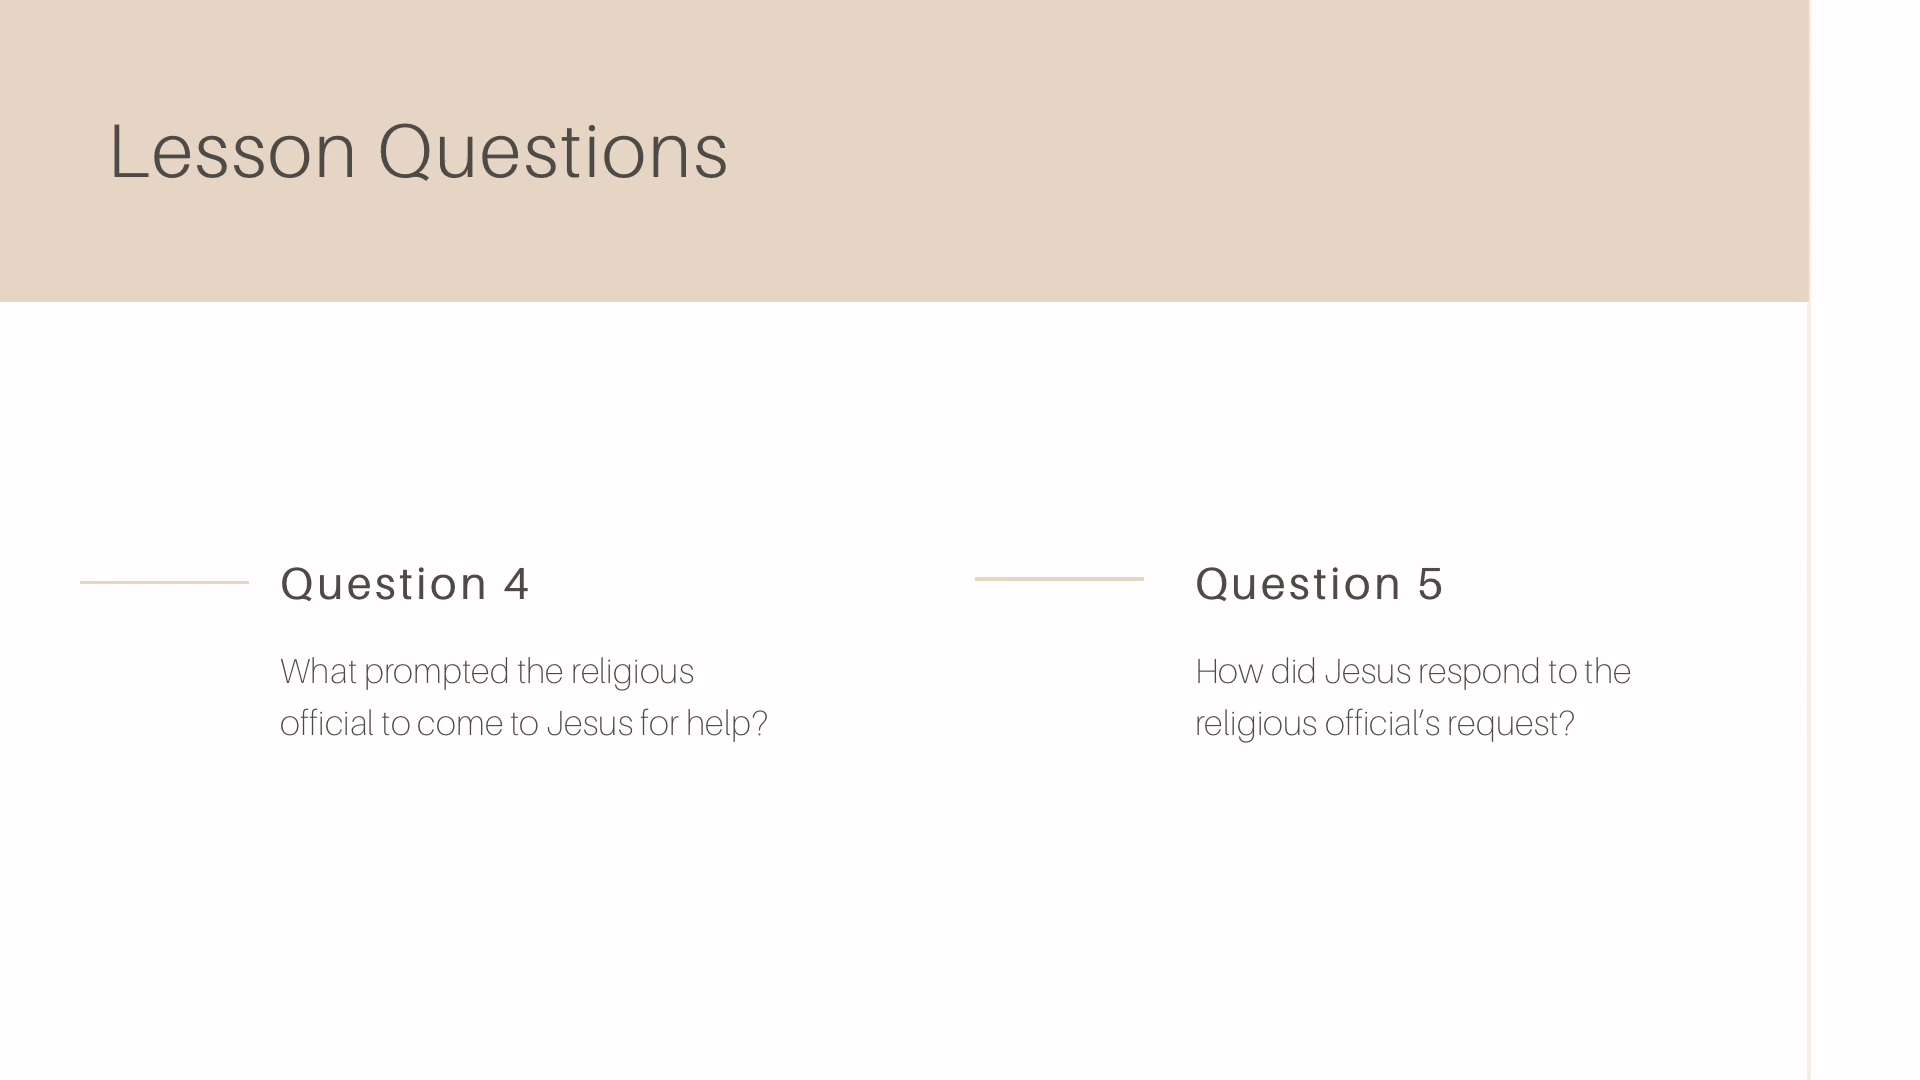 Lesson Questions
Question 4
What prompted the religious
official to come to Jesus for help?
Question 5
How did Jesus respond to the
religious official’s request?